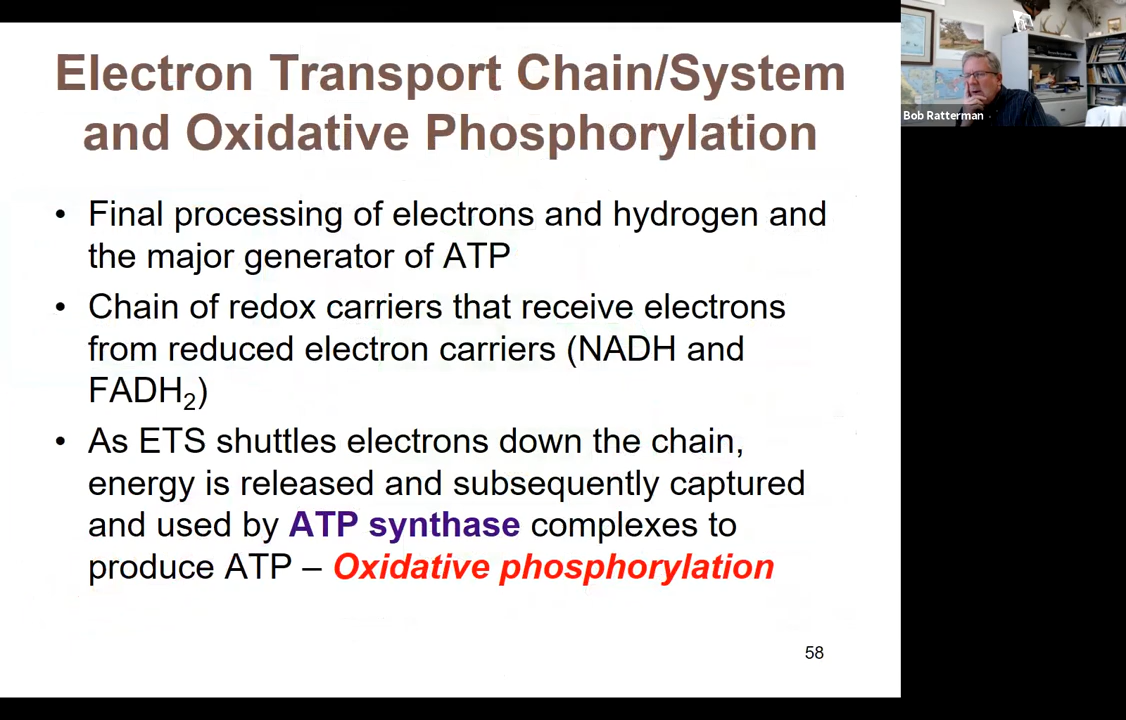 Electron Transport Chain/System
and Oxidative Phosphorylation
• Final processing of electrons and hydrogen and
the major generator of ATP
• Chain of redox carriers that receive electrons
from reduced electron carriers (NADH and
FADH₂)
• As ETS shuttles electrons down the chain,
energy is released and subsequently captured
and used by ATP synthase complexes to
produce ATP – Oxidative phosphorylation
58
Bob Ratterman